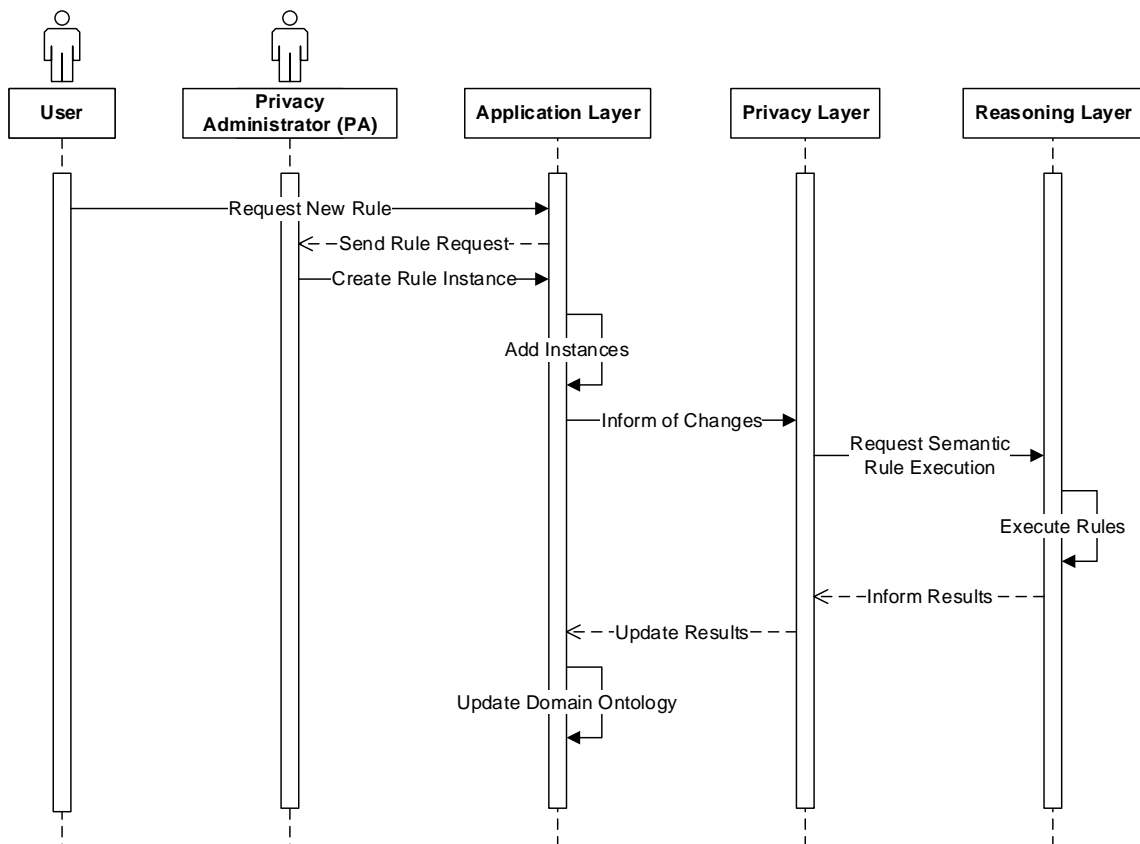 User
Privacy
Administrator (PA)
Application Layer
Privacy Layer
Reasoning Layer
Request New Rule
Send Rule Request
Create Rule Instance
Add Instances
Inform of Changes
Request Semantic
Rule Execution
Execute Rules
Inform Results
Update Results
Update Domain Ontology